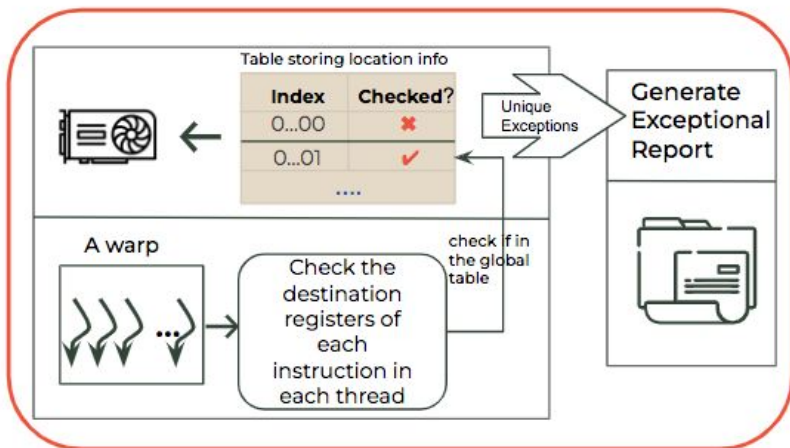 Table storing location info
Index Checked?
0...00 ✖
0...01 ✔
....
Unique
Exceptions
Generate
Exceptional
Report
A warp
...
Check the
destination
registers of
each
instruction in
each thread
check if in
the global
table